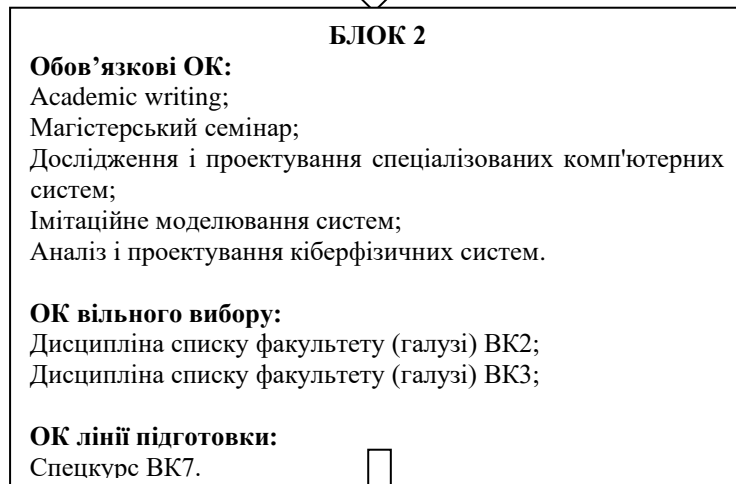 БЛОК 2
Обов’язкові ОК:
Academic writing;
Магістерський семінар;
Дослідження і проектування спеціалізованих комп'ютерних
систем;
Імітаційне моделювання систем;
Аналіз і проектування кіберфізичних систем.
ОК вільного вибору:
Дисципліна списку факультету (галузі) ВК2;
Дисципліна списку факультету (галузі) ВК3;
ОК лінії підготовки:
Спецкурс ВК7.